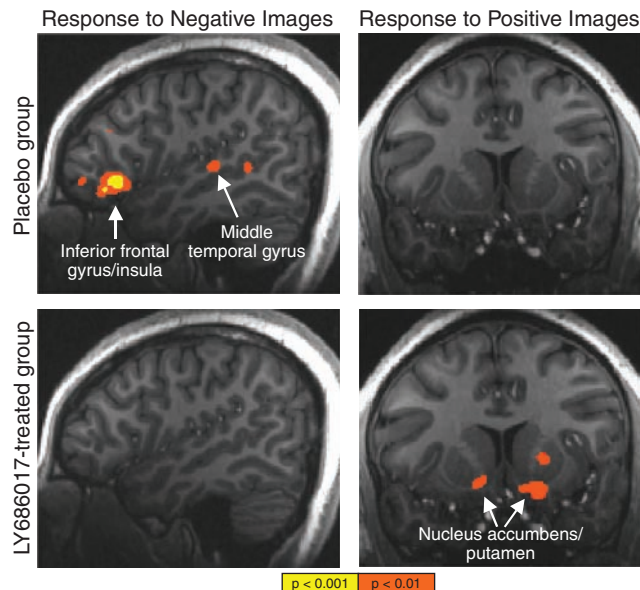 Response to Negative Images
Response to Positive Images
Placebo group
Inferior frontal
gyrus/insula
Middle
temporal gyrus
LY686017-treated group
Nucleus accumbens/
putamen
p < 0.001
p < 0.01